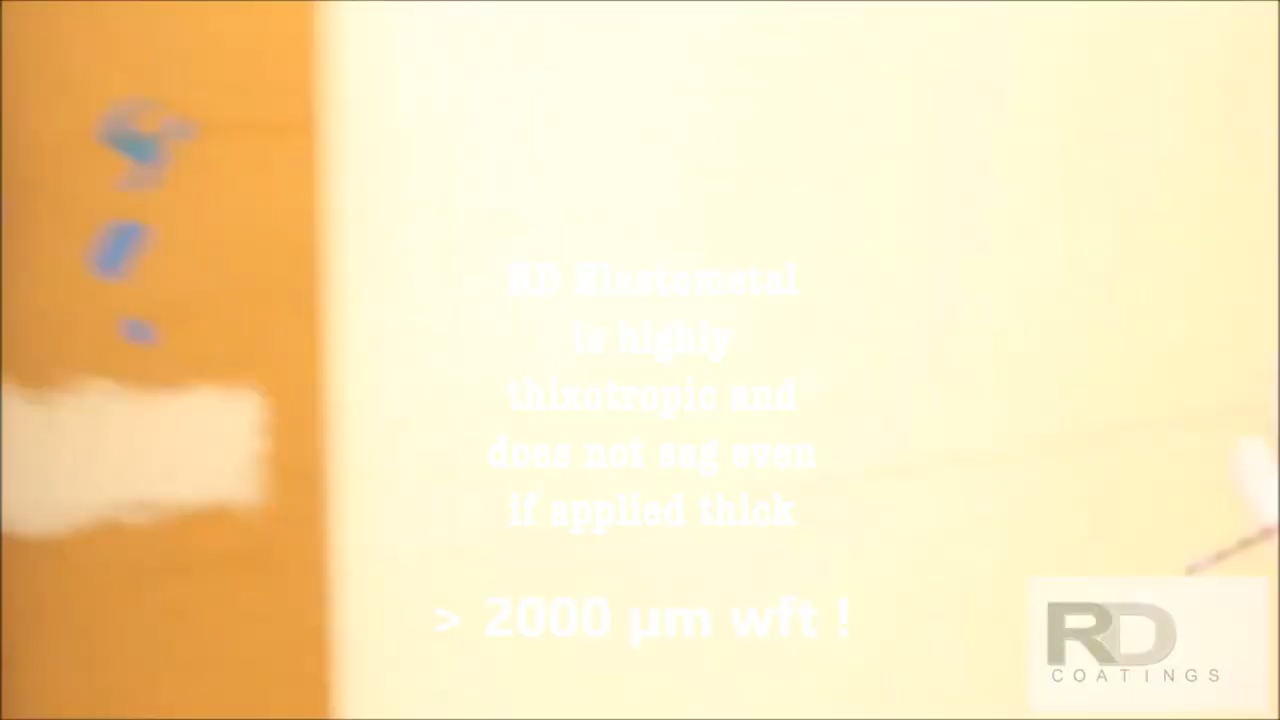 RD Elastometal
is highly
thixotropic and
does not sag even
if applied thick
> 2000 µm wft !
RD
COATINGS